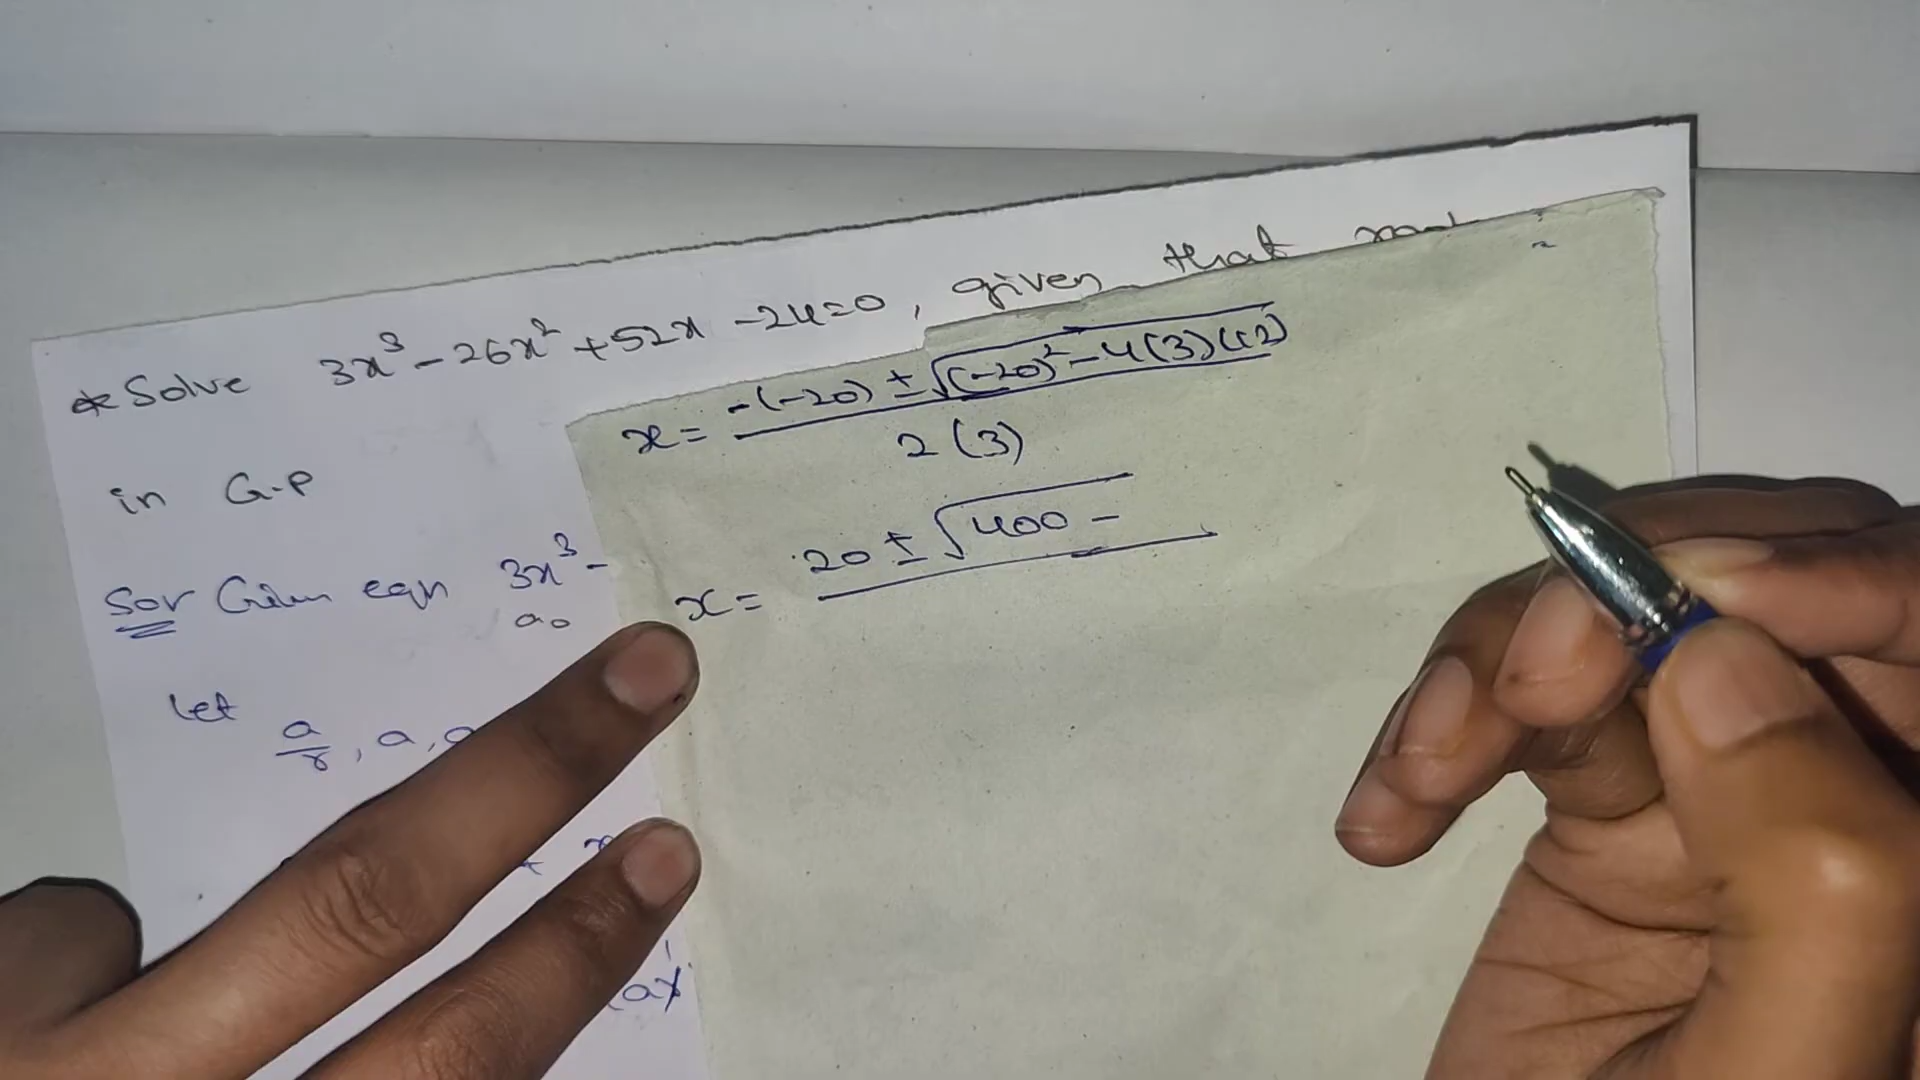 * Solve 3x³ - 26x² + 52x - 24 = 0, given that
in G.P
x = -(-20) ± √(-20)² - 4(3)(12)
2(3)
Sol Given eqn 3x³ -
a₀
x = 20 ± √400 -
Let a/r, a, a
(ar